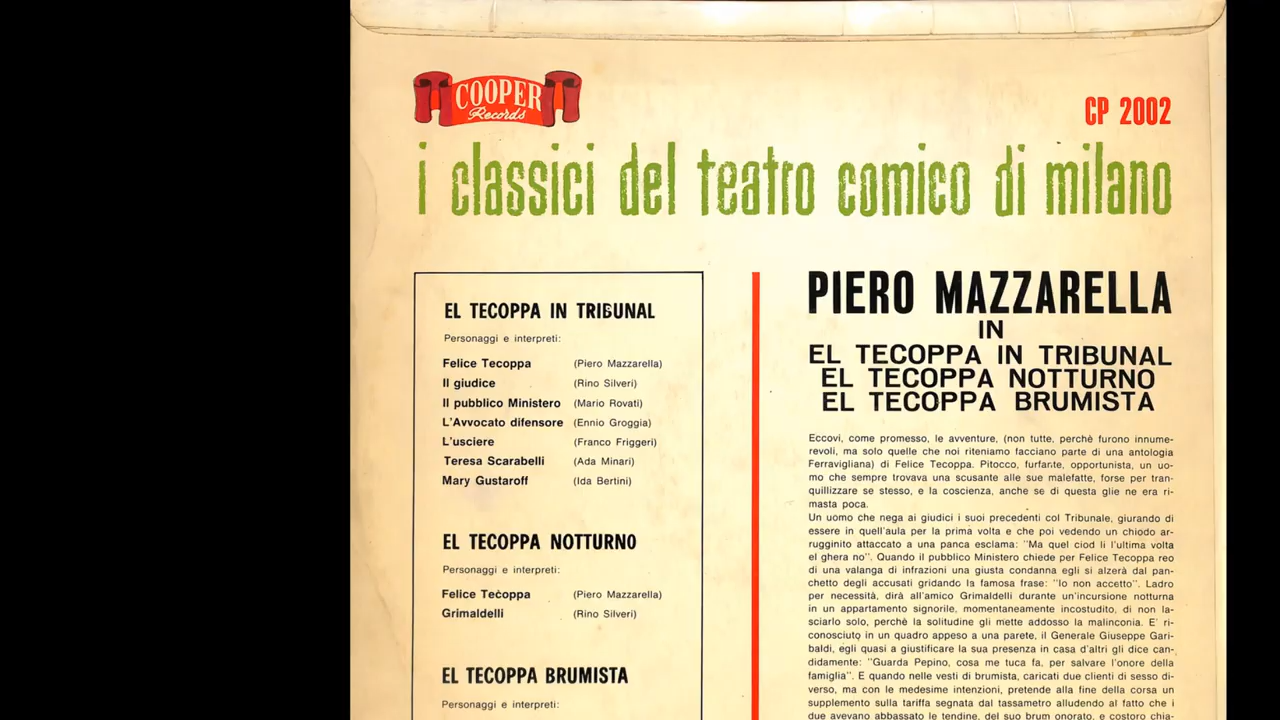 COOPER
Records
CP 2002
i classici del teatro comico di milano
EL TECOPPA IN TRIBUNAL
Personaggi e interpreti:
Felice Tecoppa (Piero Mazzarella)
Il giudice (Rino Silveri)
Il pubblico Ministero (Mario Rovati)
L'Avvocato difensore (Ennio Groggia)
L'usciere (Franco Friggeri)
Teresa Scarabelli (Ada Minari)
Mary Gustaroff (Ida Bertini)
EL TECOPPA NOTTURNO
Personaggi e interpreti:
Felice Tecoppa (Piero Mazzarella)
Grimaldelli (Rino Silveri)
EL TECOPPA BRUMISTA
Personaggi e interpreti:
PIERO MAZZARELLA
IN
EL TECOPPA IN TRIBUNAL
EL TECOPPA NOTTURNO
EL TECOPPA BRUMISTA
Eccovi, come promesso, le avventure, (non tutte, perchè furono innume-
revoli, ma solo quelle che noi riteniamo facciano parte di una antologia
Ferravigliana) di Felice Tecoppa. Pitocco, furfante, opportunista, un uo-
mo che sempre trovava una scusante alle sue malefatte, forse per tran-
quillizzare se stesso, e la coscienza, anche se di questa glie ne era ri-
masta poca.
Un uomo che nega ai giudici i suoi precedenti col Tribunale, giurando di
essere in quell'aula per la prima volta e che poi vedendo un chiodo ar-
rugginito attaccato a una panca esclama: "Ma quel ciod lì l'ultima volta
el ghera no". Quando il pubblico Ministero chiede per Felice Tecoppa reo
di una valanga di infrazioni una giusta condanna egli si alzerà dal pan-
chetto degli accusati gridando la famosa frase: "Io non accetto". Ladro
per necessità, dirà all'amico Grimaldelli durante un'incursione notturna
in un appartamento signorile, momentaneamente incostudito, di non la-
sciarlo solo, perchè la solitudine gli mette addosso la malinconia. E' ri-
conosciuto in un quadro appeso a una parete, il Generale Giuseppe Gari-
baldi, egli quasi a giustificare la sua presenza in casa d'altri gli dice can-
didamente: "Guarda Pepino, cosa me tuca fa, per salvare l'onore della
famiglia". E quando nelle vesti di brumista, caricati due clienti di sesso di-
verso, ma con le medesime intenzioni, pretende alla fine della corsa un
supplemento sulla tariffa segnata dal tassametro alludendo al fatto che i
due avevano abbassato le tendine, del suo brum onorato, e costoro chia-